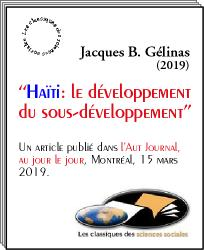 Les classiques des sciences sociales
Jacques B. Gélinas
(2019)
“Haïti: le développement
du sous-développement”
Un article publié dans l'Aut Journal,
au jour le jour, Montréal, 15 mars
2019.
Les classiques des sciences sociales